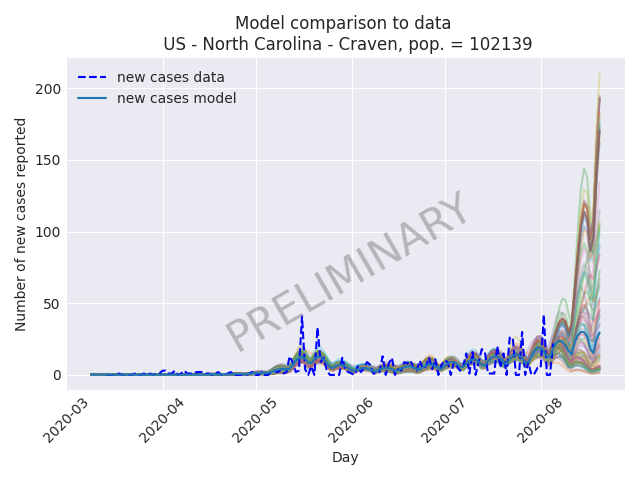 Model comparison to data
US - North Carolina - Craven, pop. = 102139
new cases data
new cases model
Number of new cases reported
200
150
100
50
0
PRELIMINARY
2020-03
2020-04
2020-05
2020-06
2020-07
2020-08
Day